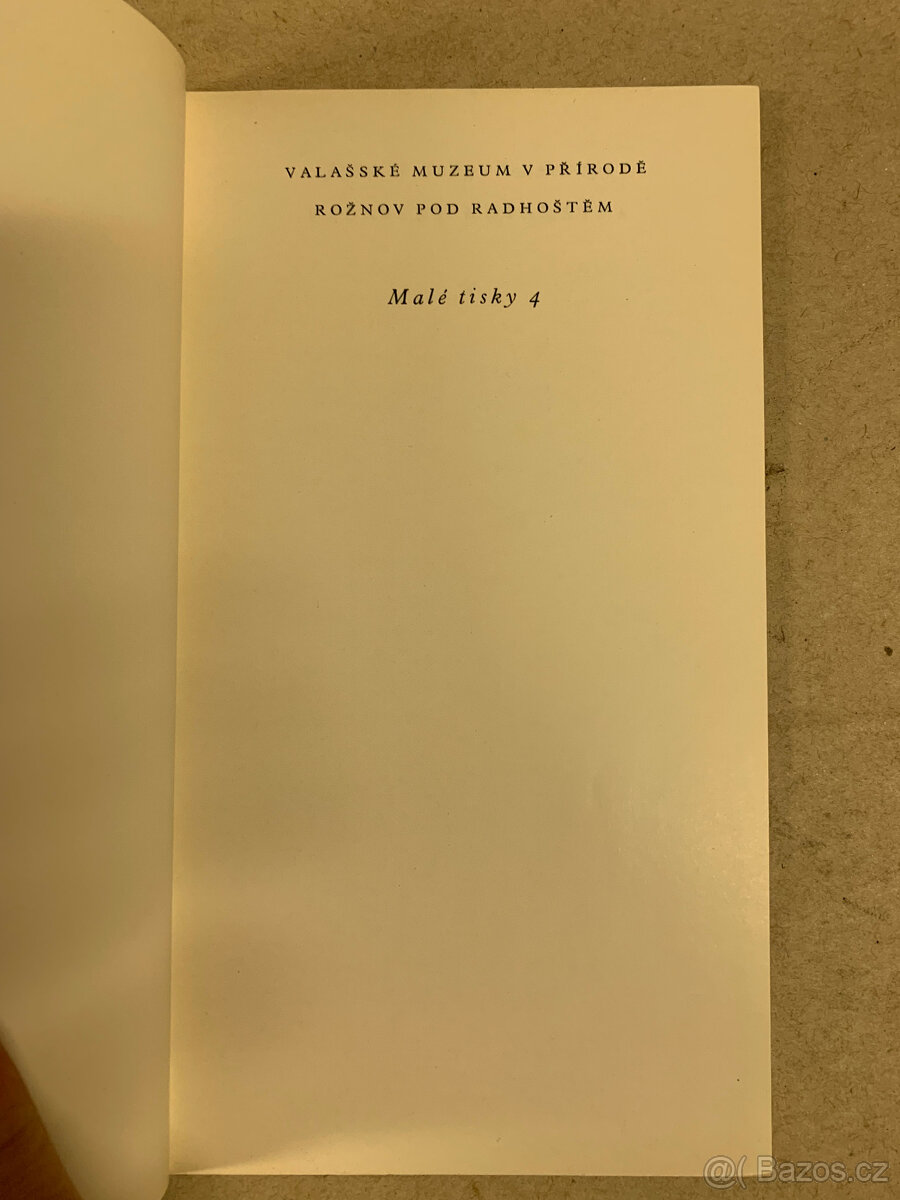 VALAŠSKÉ MUZEUM V PŘÍRODĚ
ROŽNOV POD RADHOŠTĚM
Malé tisky 4
@( Bazos.cz